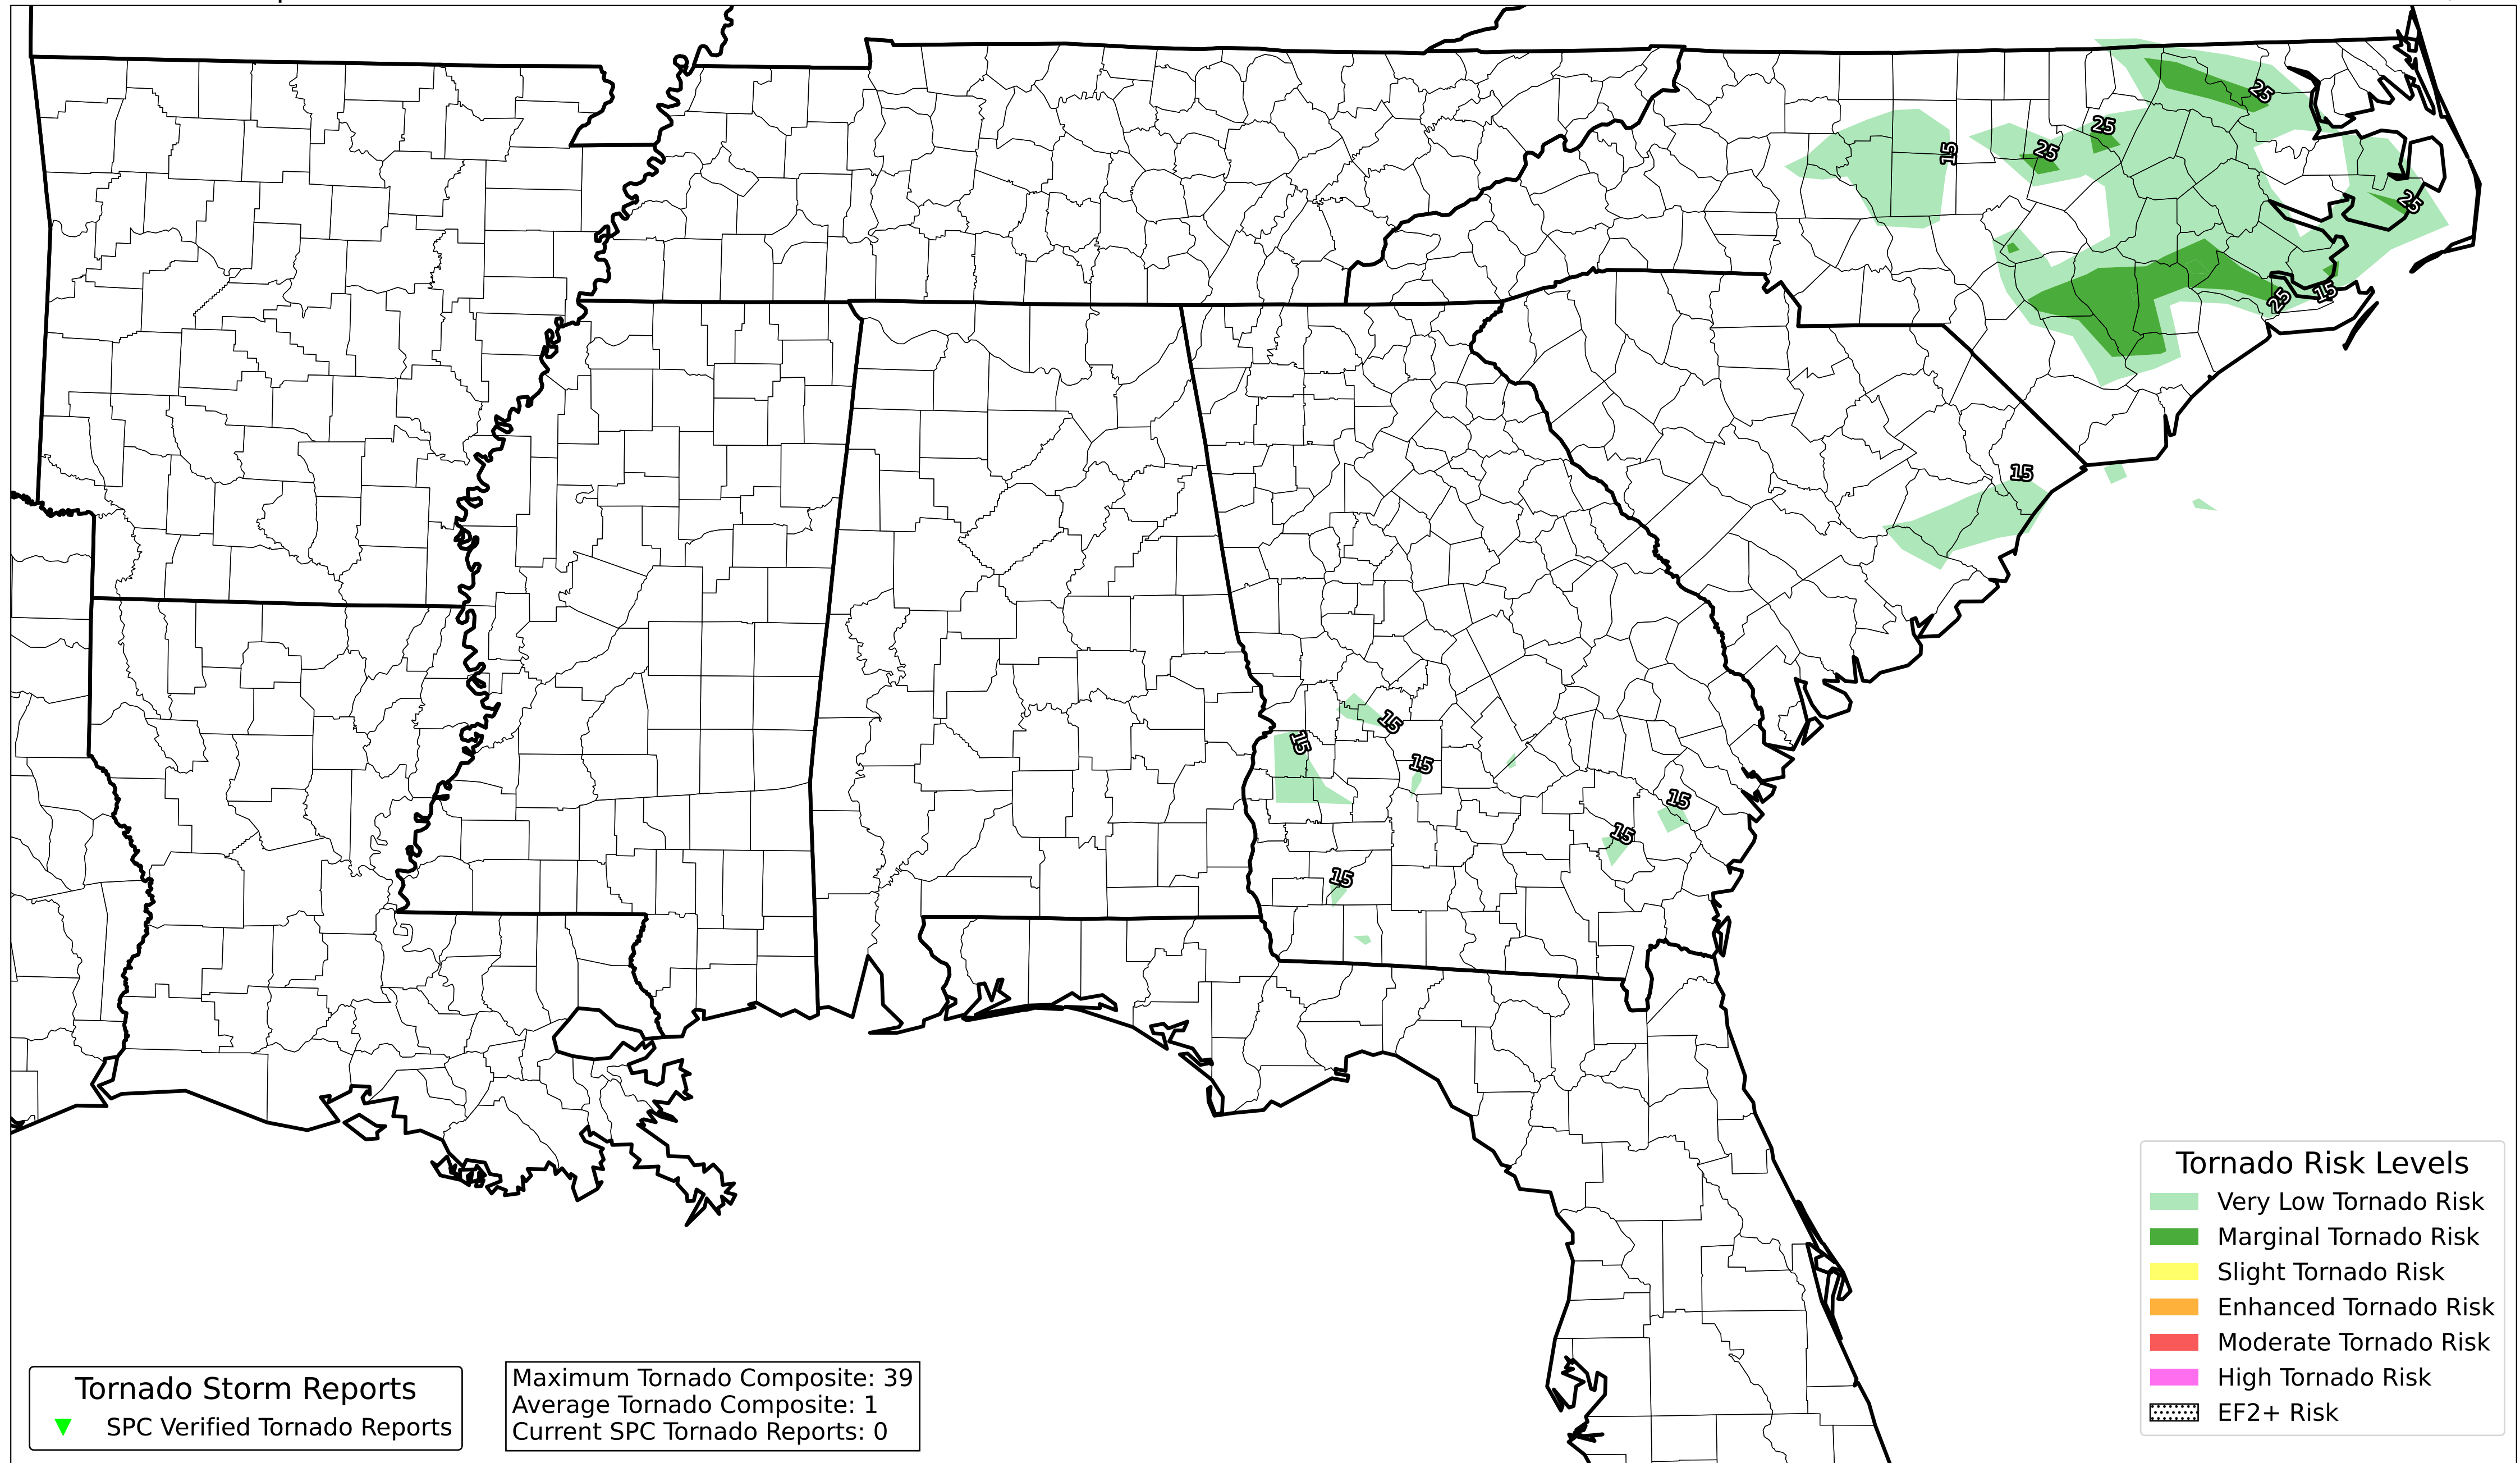 25
25
25
15
25
25
15
15
15
15
15
15
15
15
Tornado Risk Levels
Very Low Tornado Risk
Marginal Tornado Risk
Slight Tornado Risk
Enhanced Tornado Risk
Moderate Tornado Risk
High Tornado Risk
EF2+ Risk
Tornado Storm Reports
SPC Verified Tornado Reports
Maximum Tornado Composite: 39
Average Tornado Composite: 1
Current SPC Tornado Reports: 0